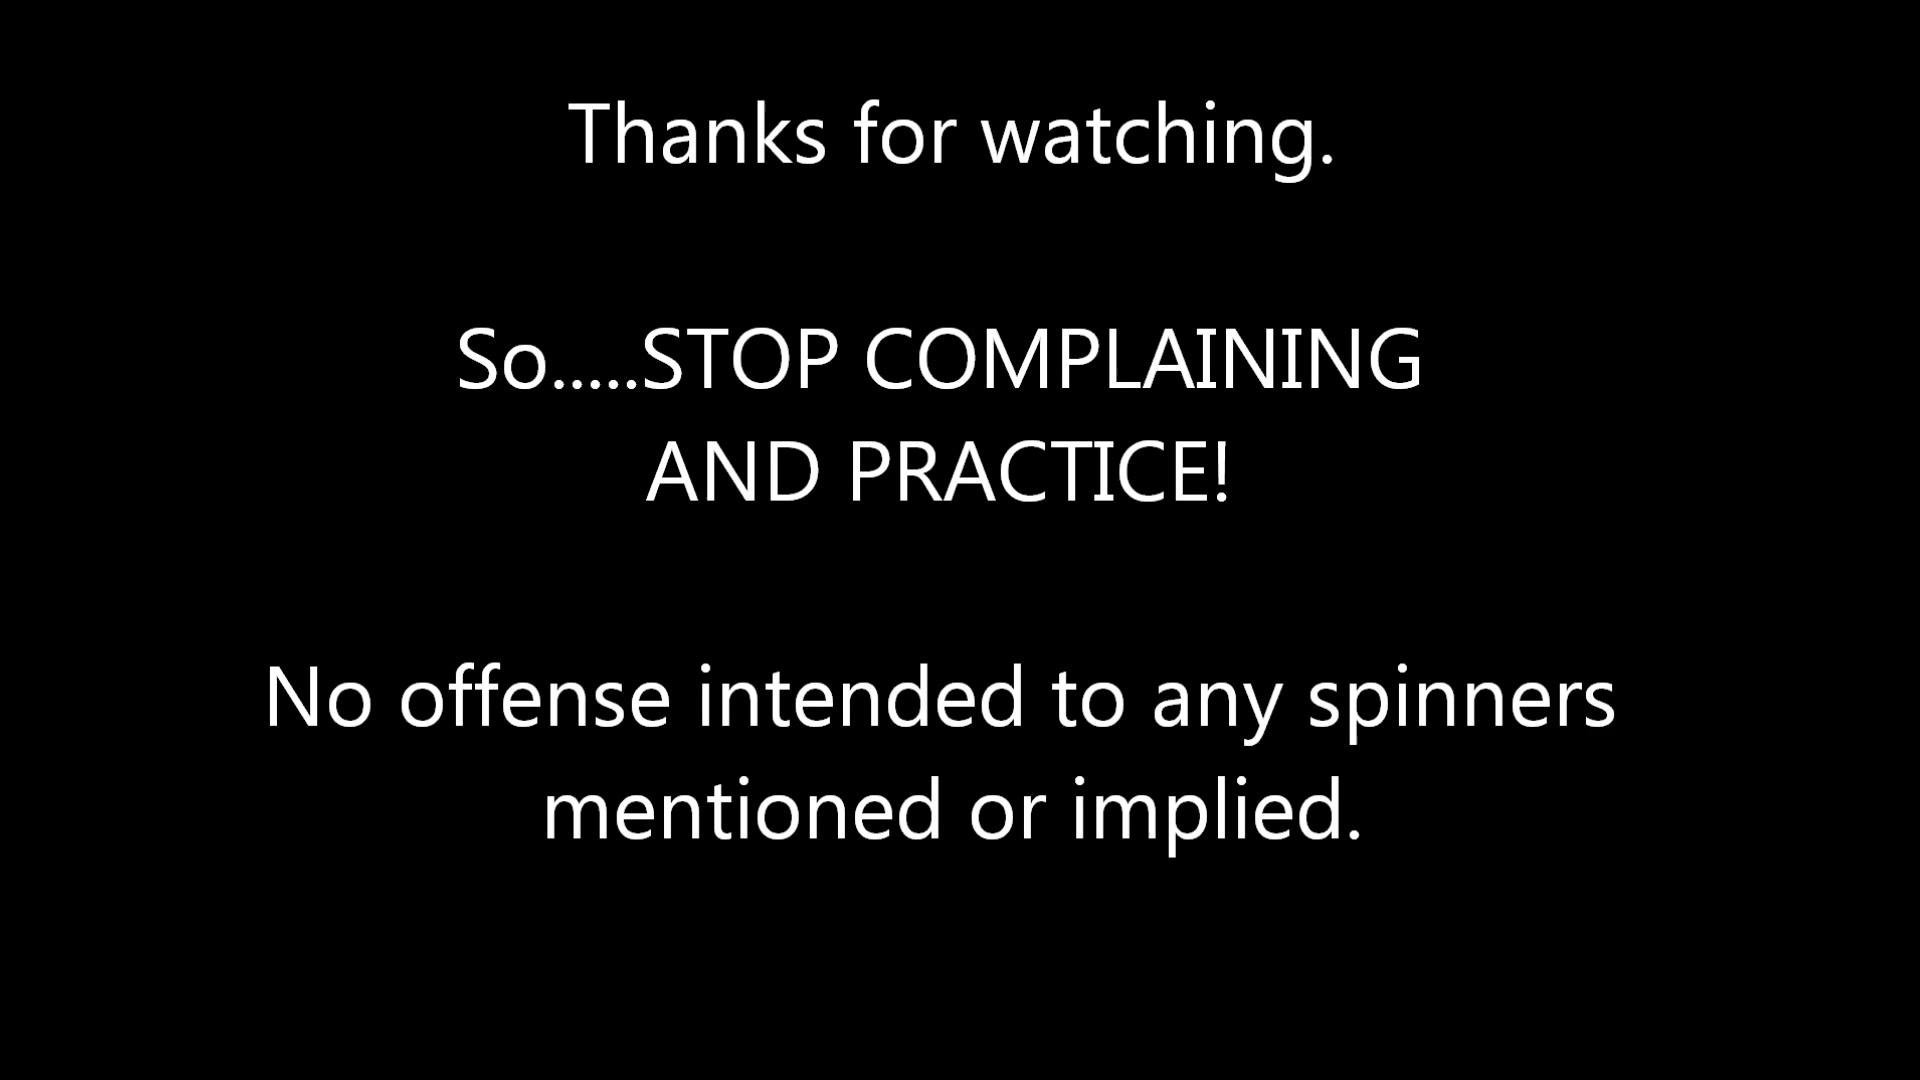 Thanks for watching.
So.....STOP COMPLAINING
AND PRACTICE!
No offense intended to any spinners
mentioned or implied.